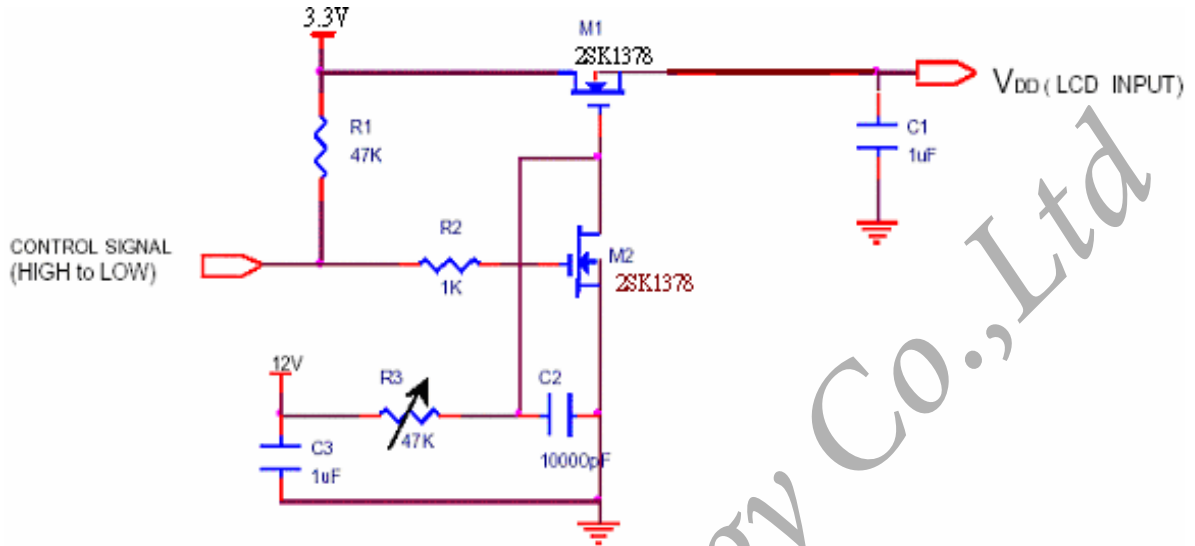 3.3V
M1
2SK1378
VDD ( LCD INPUT)
R1
47K
C1
1uF
CONTROL SIGNAL
(HIGH to LOW)
R2
1K
M2
2SK1378
12V
R3
47K
C2
10000pF
C3
1uF
gy Co.,Ltd